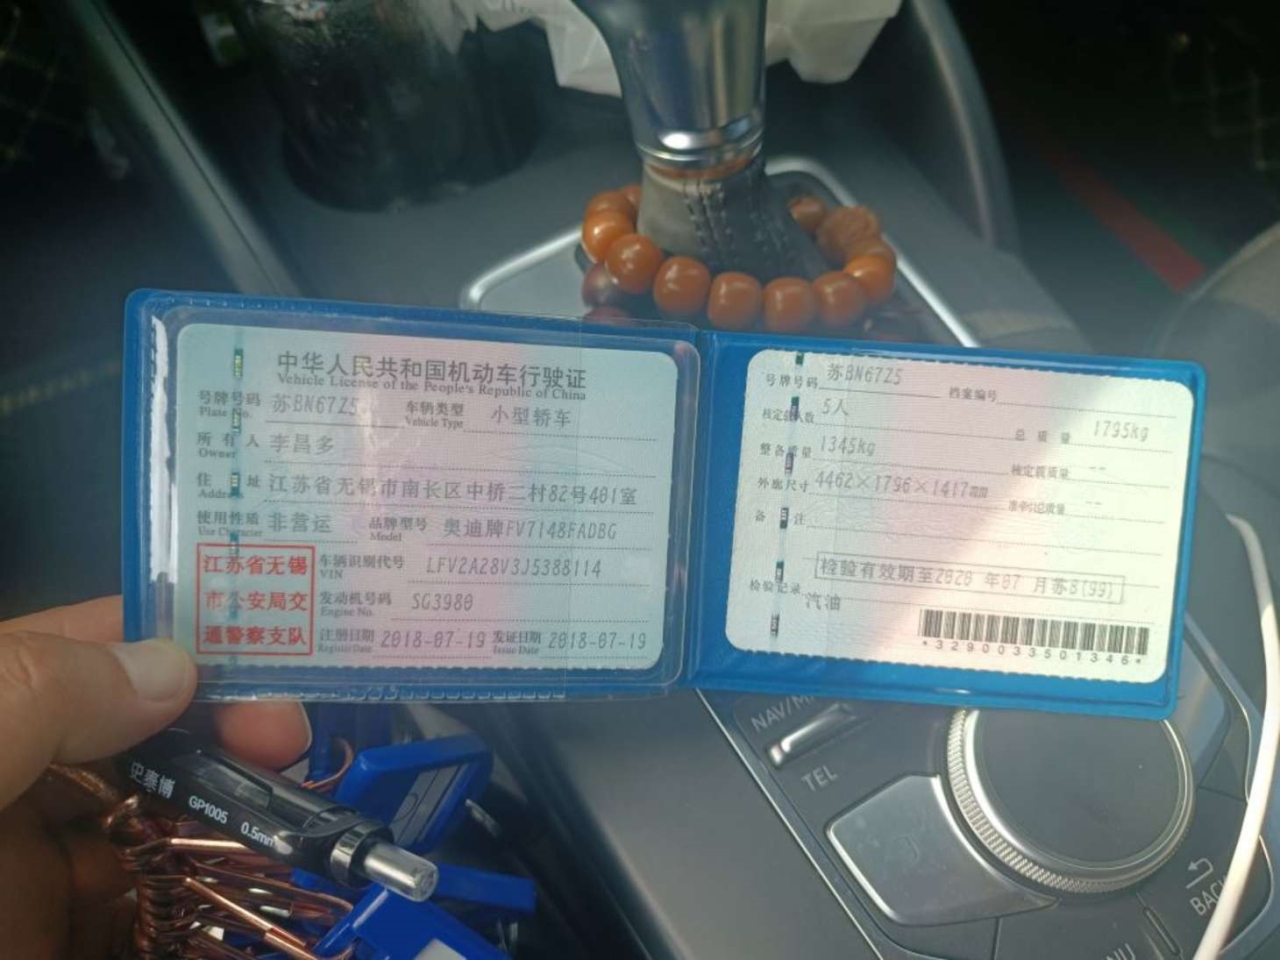 中华人民共和国机动车行驶证
Vehicle License of the People's Republic of China
号牌号码 苏BN67Z5 车辆类型 小型轿车
Plate No. Vehicle Type
所有人 李昌多
Owner
住址 江苏省无锡市南长区中桥二村82号401室
Address
使用性质 非营运 品牌型号 奥迪牌FV7148FADBG
Use Character Model
江苏省无锡
市公安局交
通警察支队
车辆识别代号 LFV2A28V3J5388114
VIN
发动机号码 SG3980
Engine No.
注册日期 2018-07-19 发证日期 2018-07-19
Register Date Issue Date
号牌号码 苏BN67Z5 档案编号
核定载人数 5人 总质量 1795kg
整备质量 1345kg 核定载质量 --
外廓尺寸 4462×1796×1417mm 准牵引总质量 --
备注
检验有效期至2020 年07 月苏B(99)
检验记录 汽油
*3290033501346*
NAV/M
TEL
BACK
NU
史泰博 GP1005 0.5mm